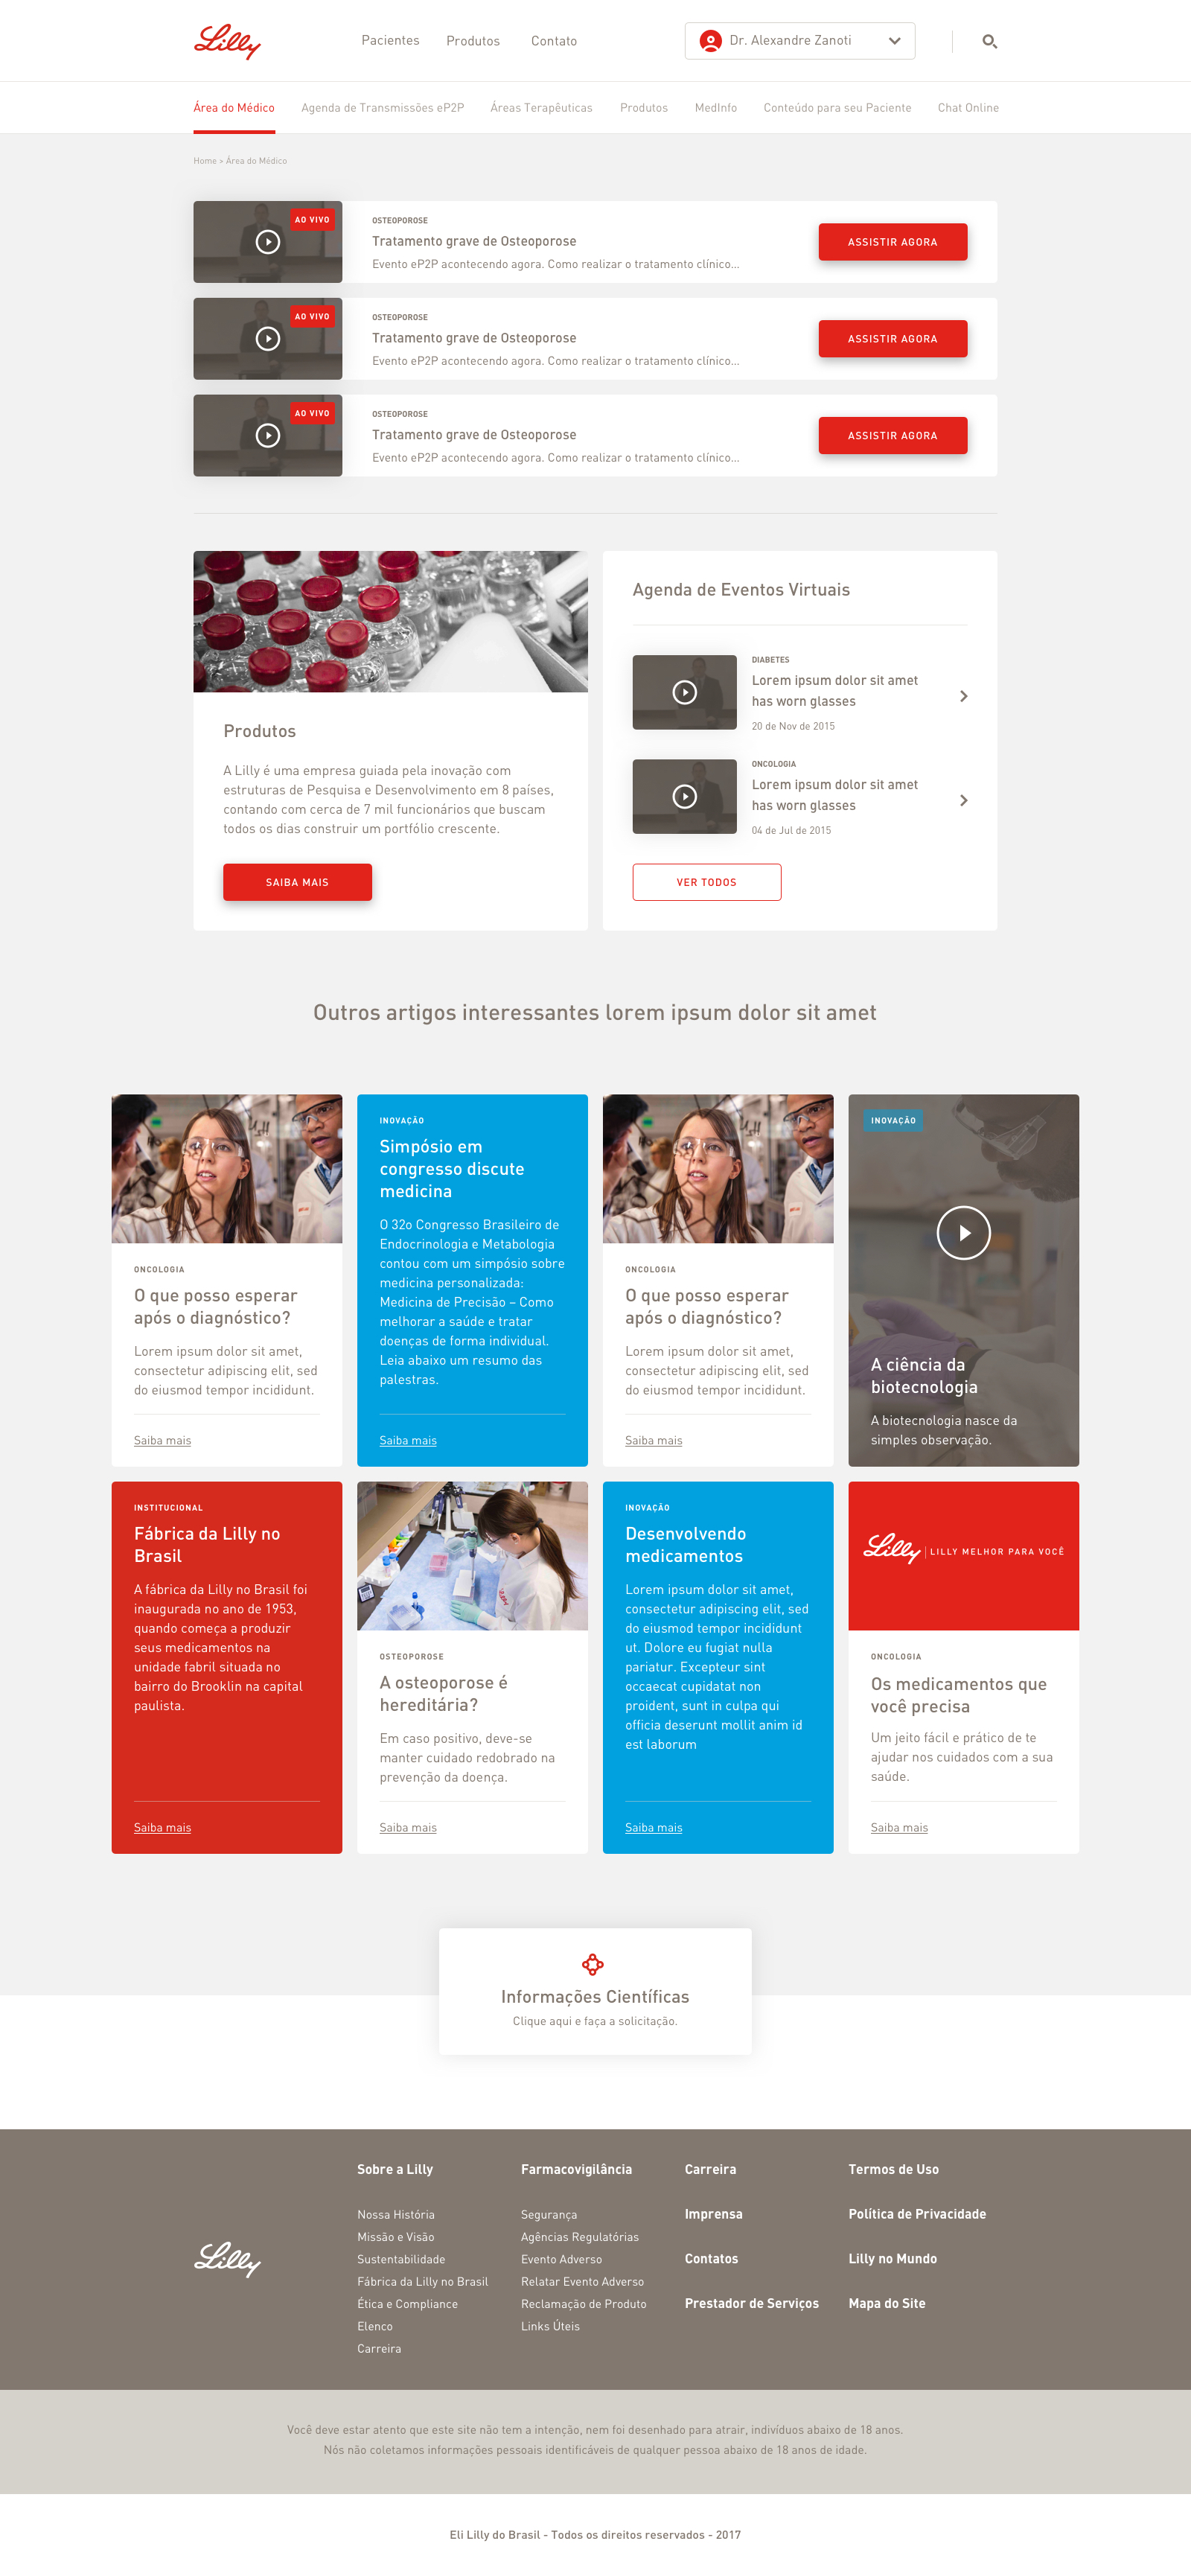 Lilly
Pacientes
Produtos
Contato
Dr. Alexandre Zanoti
Área do Médico
Agenda de Transmissões eP2P
Áreas Terapêuticas
Produtos
MedInfo
Conteúdo para seu Paciente
Chat Online
Home > Área do Médico
AO VIVO
OSTEOPOROSE
Tratamento grave de Osteoporose
Evento eP2P acontecendo agora. Como realizar o tratamento clínico...
ASSISTIR AGORA
AO VIVO
OSTEOPOROSE
Tratamento grave de Osteoporose
Evento eP2P acontecendo agora. Como realizar o tratamento clínico...
ASSISTIR AGORA
AO VIVO
OSTEOPOROSE
Tratamento grave de Osteoporose
Evento eP2P acontecendo agora. Como realizar o tratamento clínico...
ASSISTIR AGORA
Produtos
A Lilly é uma empresa guiada pela inovação com
estruturas de Pesquisa e Desenvolvimento em 8 países,
contando com cerca de 7 mil funcionários que buscam
todos os dias construir um portfólio crescente.
SAIBA MAIS
Agenda de Eventos Virtuais
DIABETES
Lorem ipsum dolor sit amet
has worn glasses
20 de Nov de 2015
ONCOLOGIA
Lorem ipsum dolor sit amet
has worn glasses
04 de Jul de 2015
VER TODOS
Outros artigos interessantes lorem ipsum dolor sit amet
ONCOLOGIA
O que posso esperar
após o diagnóstico?
Lorem ipsum dolor sit amet,
consectetur adipiscing elit, sed
do eiusmod tempor incididunt.
Saiba mais
INOVAÇÃO
Simpósio em
congresso discute
medicina
O 32o Congresso Brasileiro de
Endocrinologia e Metabologia
contou com um simpósio sobre
medicina personalizada:
Medicina de Precisão – Como
melhorar a saúde e tratar
doenças de forma individual.
Leia abaixo um resumo das
palestras.
Saiba mais
ONCOLOGIA
O que posso esperar
após o diagnóstico?
Lorem ipsum dolor sit amet,
consectetur adipiscing elit, sed
do eiusmod tempor incididunt.
Saiba mais
INOVAÇÃO
A ciência da
biotecnologia
A biotecnologia nasce da
simples observação.
INSTITUCIONAL
Fábrica da Lilly no
Brasil
A fábrica da Lilly no Brasil foi
inaugurada no ano de 1953,
quando começa a produzir
seus medicamentos na
unidade fabril situada no
bairro do Brooklin na capital
paulista.
Saiba mais
OSTEOPOROSE
A osteoporose é
hereditária?
Em caso positivo, deve-se
manter cuidado redobrado na
prevenção da doença.
Saiba mais
INOVAÇÃO
Desenvolvendo
medicamentos
Lorem ipsum dolor sit amet,
consectetur adipiscing elit, sed
do eiusmod tempor incididunt
ut. Dolore eu fugiat nulla
pariatur. Excepteur sint
occaecat cupidatat non
proident, sunt in culpa qui
officia deserunt mollit anim id
est laborum
Saiba mais
Lilly | LILLY MELHOR PARA VOCÊ
ONCOLOGIA
Os medicamentos que
você precisa
Um jeito fácil e prático de te
ajudar nos cuidados com a sua
saúde.
Saiba mais
Informações Científicas
Clique aqui e faça a solicitação.
Lilly
Sobre a Lilly
Nossa História
Missão e Visão
Sustentabilidade
Fábrica da Lilly no Brasil
Ética e Compliance
Elenco
Carreira
Farmacovigilância
Segurança
Agências Regulatórias
Evento Adverso
Relatar Evento Adverso
Reclamação de Produto
Links Úteis
Carreira
Imprensa
Contatos
Prestador de Serviços
Termos de Uso
Política de Privacidade
Lilly no Mundo
Mapa do Site
Você deve estar atento que este site não tem a intenção, nem foi desenhado para atrair, indivíduos abaixo de 18 anos.
Nós não coletamos informações pessoais identificáveis de qualquer pessoa abaixo de 18 anos de idade.
Eli Lilly do Brasil - Todos os direitos reservados - 2017